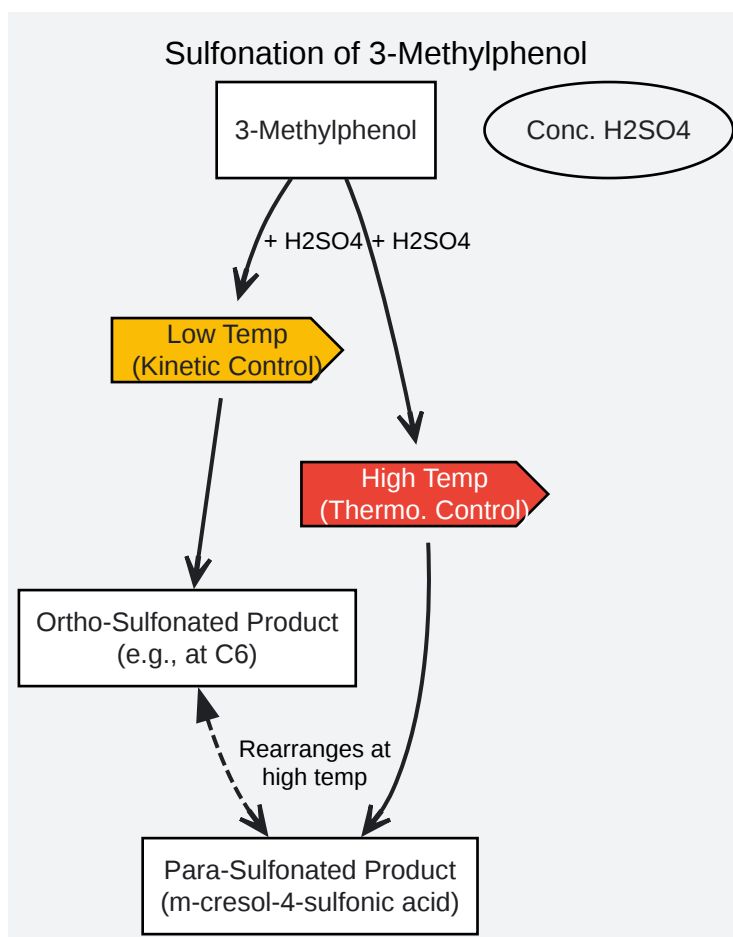 Sulfonation of 3-Methylphenol
3-Methylphenol
Conc. H2SO4
+ H2SO4
+ H2SO4
Low Temp
(Kinetic Control)
High Temp
(Thermo. Control)
Ortho-Sulfonated Product
(e.g., at C6)
Rearranges at
high temp
Para-Sulfonated Product
(m-cresol-4-sulfonic acid)